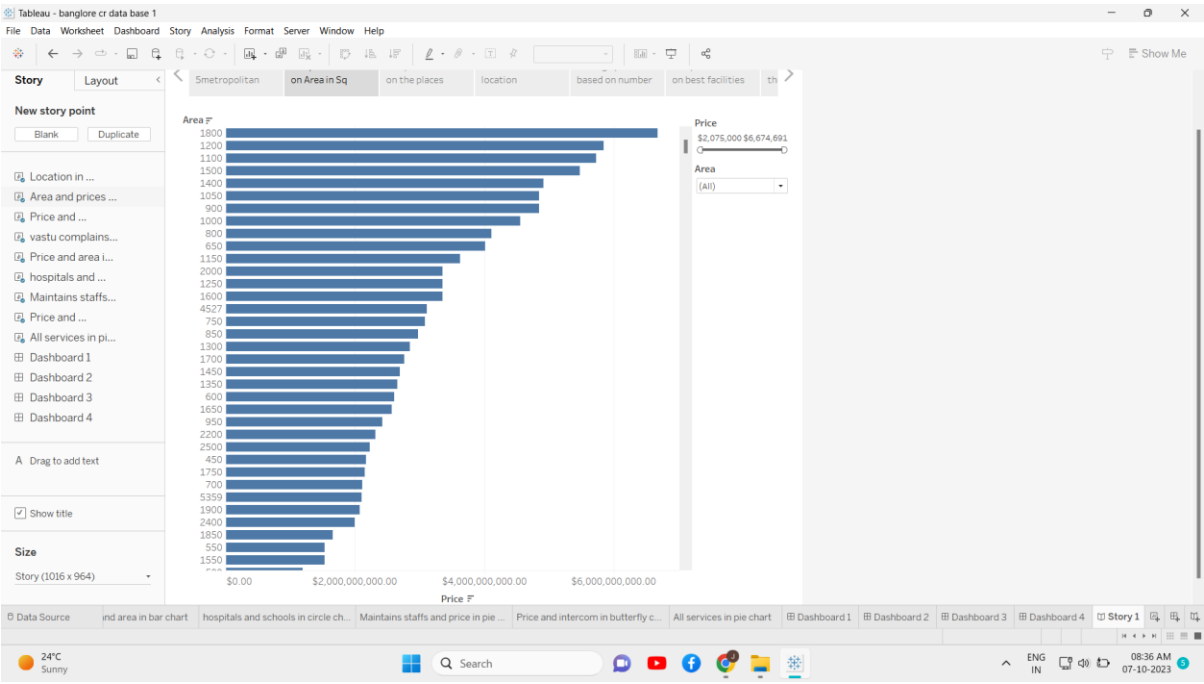 Tableau - banglore cr data base 1
File Data Worksheet Dashboard Story Analysis Format Server Window Help
Show Me
Story Layout
5metropolitan
on Area in Sq
on the places
location
based on number
on best facilities
th
New story point
Blank Duplicate
Location in ...
Area and prices ...
Price and ...
vastu complains...
Price and area i...
hospitals and ...
Maintains staffs...
Price and ...
All services in pi...
Dashboard 1
Dashboard 2
Dashboard 3
Dashboard 4
A Drag to add text
Show title
Size
Story (1016 x 964)
Area
1800
1200
1100
1500
1400
1050
900
1000
800
650
1150
2000
1250
1600
4527
750
850
1300
1700
1450
1350
600
1650
950
2200
2500
450
1750
700
5359
1900
2400
1850
550
1550
$0.00 $2,000,000,000.00 $4,000,000,000.00 $6,000,000,000.00
Price
Price
$2,075,000 $6,674,691
Area
(All)
Data Source
and area in bar chart
hospitals and schools in circle ch...
Maintains staffs and price in pie ...
Price and intercom in butterfly c...
All services in pie chart
Dashboard 1
Dashboard 2
Dashboard 3
Dashboard 4
Story 1
24°C
Sunny
Search
ENG
IN
08:36 AM
07-10-2023
5